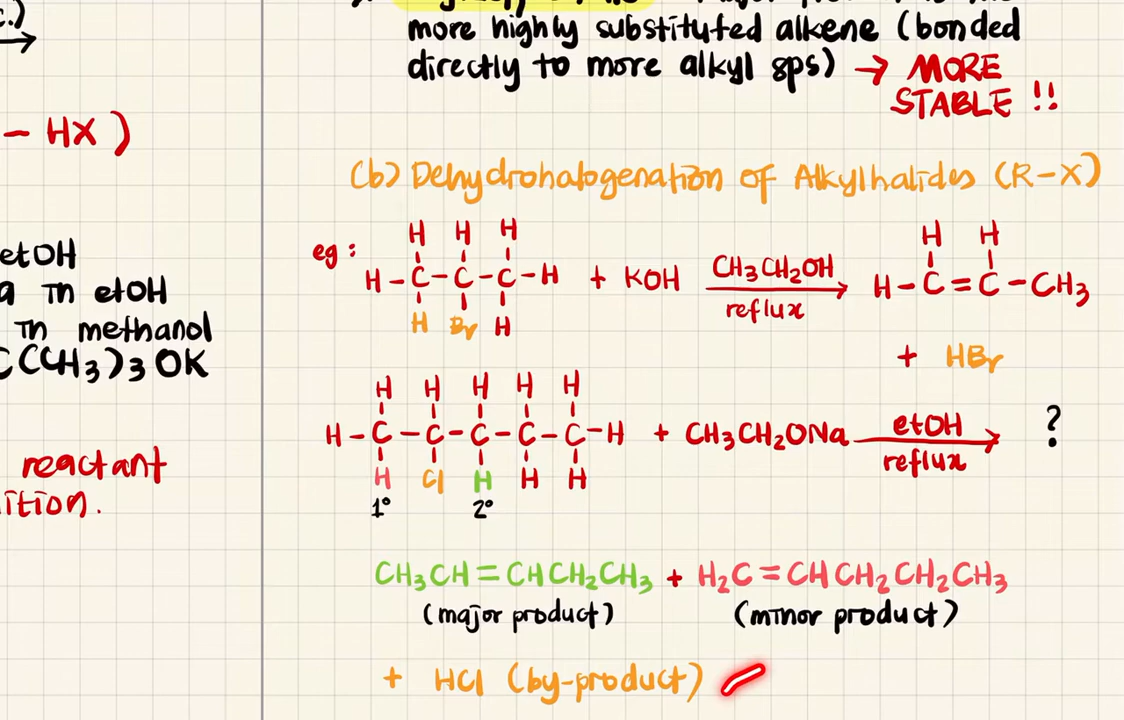 more highly substituted alkene (bonded
directly to more alkyl gps) → MORE
STABLE !!
– HX )
(b) Dehydrohalogenation of Alkylhalides (R-X)
etOH
in etOH
in methanol
C(CH3)3OK
reactant
ition.
eg :
H H H
H-C-C-C-H + KOH CH3CH2OH H-C=C-CH3
reflux
H Br H
H H
+ HBr
H H H H H
H-C-C-C-C-C-H + CH3CH2ONa etOH ?
reflux
H Cl H H H
1° 2°
CH3CH=CHCH2CH3 + H2C=CHCH2CH2CH3
(major product) (minor product)
+ HCl (by-product)